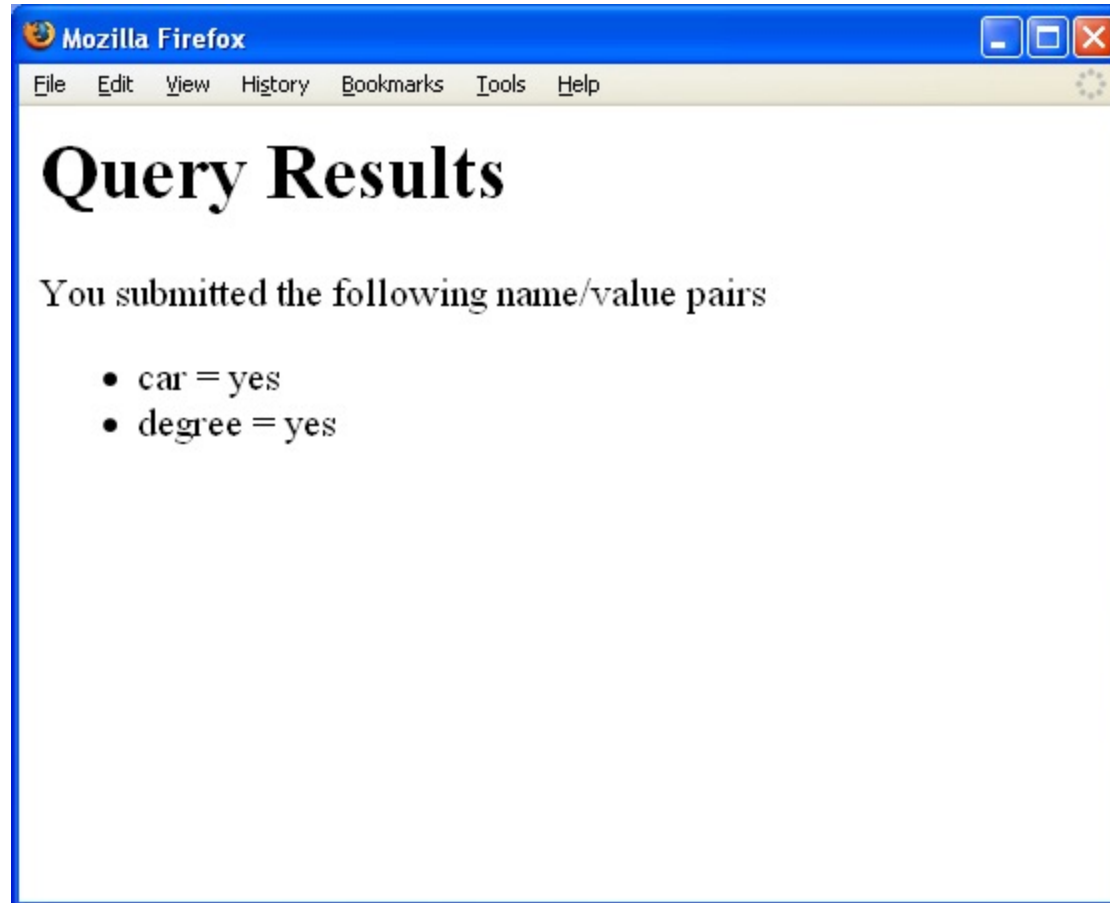 Mozilla Firefox
File Edit View History Bookmarks Tools Help
Query Results
You submitted the following name/value pairs
• car = yes
• degree = yes